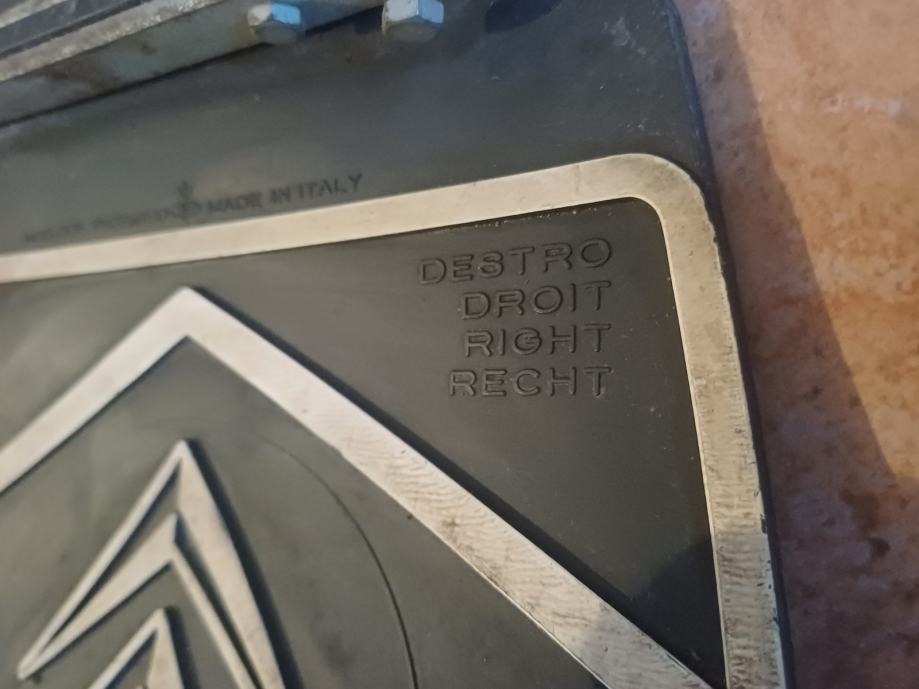 MADE IN ITALY
DESTRO
DROIT
RIGHT
RECHT